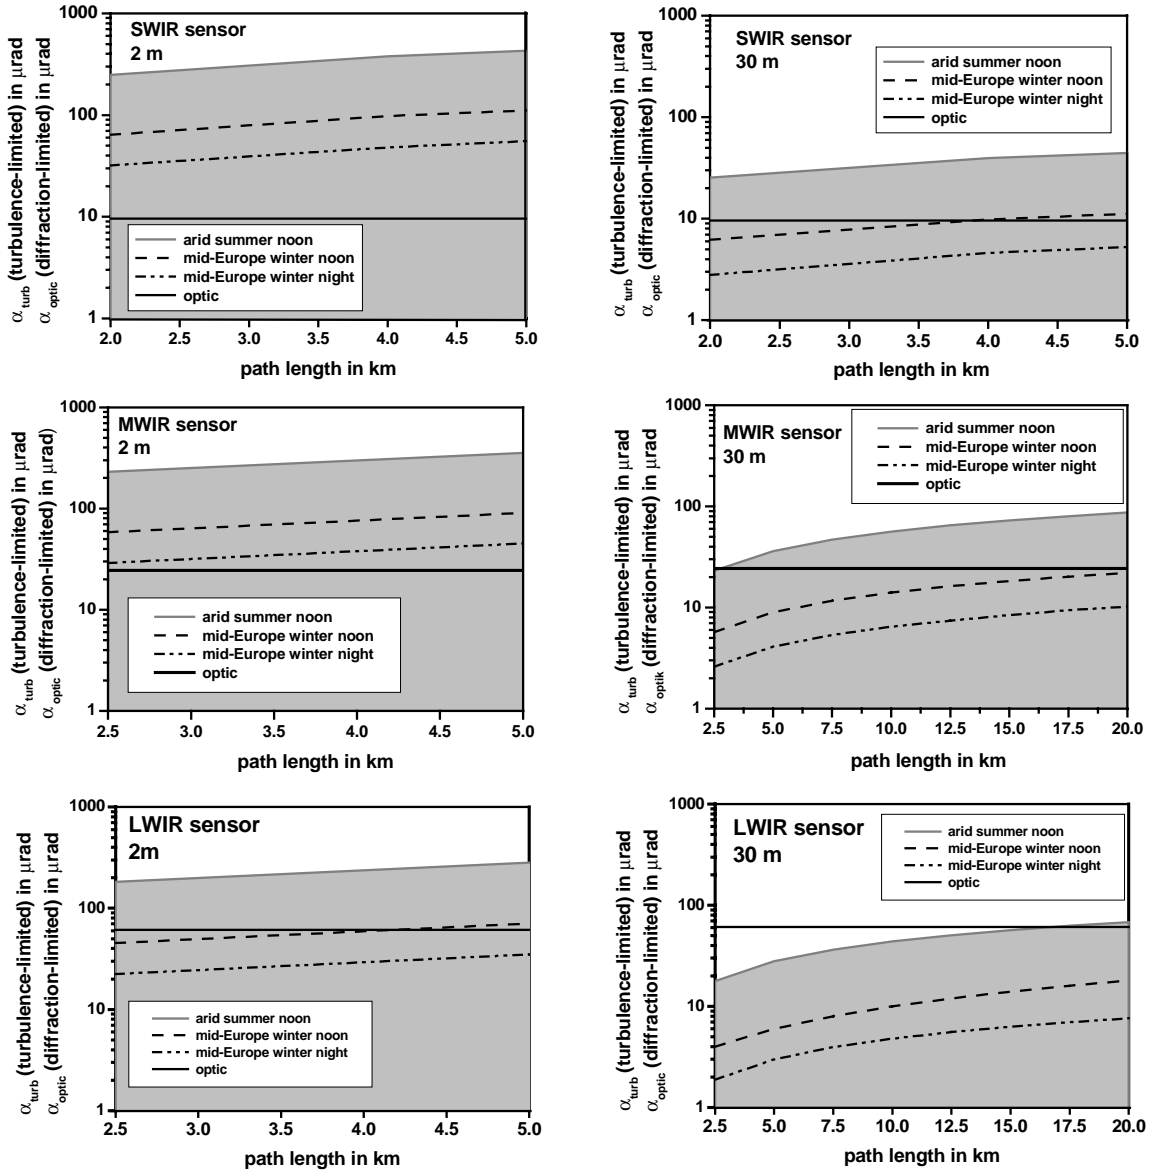 SWIR sensor
2 m
1000
100
10
1
α turb (turbulence-limited) in μrad
α optic (diffraction-limited) in μrad
arid summer noon
mid-Europe winter noon
mid-Europe winter night
optic
2.0 2.5 3.0 3.5 4.0 4.5 5.0
path length in km
SWIR sensor
30 m
1000
100
10
1
α turb (turbulence-limited) in μrad
α optic (diffraction-limited) in μrad
arid summer noon
mid-Europe winter noon
mid-Europe winter night
optic
2.0 2.5 3.0 3.5 4.0 4.5 5.0
path length in km
MWIR sensor
2 m
1000
100
10
1
α turb (turbulence-limited) in μrad
α optic (diffraction-limited) in μrad)
arid summer noon
mid-Europe winter noon
mid-Europe winter night
optic
2.5 3.0 3.5 4.0 4.5 5.0
path length in km
MWIR sensor
30 m
1000
100
10
1
α turb (turbulence-limited) in μrad
α optik (diffraction-limited) in μrad
arid summer noon
mid-Europe winter noon
mid-Europe winter night
optic
2.5 5.0 7.5 10.0 12.5 15.0 17.5 20.0
path length in km
LWIR sensor
2m
1000
100
10
1
α turb (turbulence-limited) in μrad
α optic (diffraction-limited) in μrad
arid summer noon
mid-Europe winter noon
mid-Europe winter night
optic
2.5 3.0 3.5 4.0 4.5 5.0
path length in km
LWIR sensor
30 m
1000
100
10
1
α turb (turbulence-limited) in μrad
α optic (diffraction-limited) in μrad
arid summer noon
mid-Europe winter noon
mid-Europe winter night
optic
2.5 5.0 7.5 10.0 12.5 15.0 17.5 20.0
path length in km